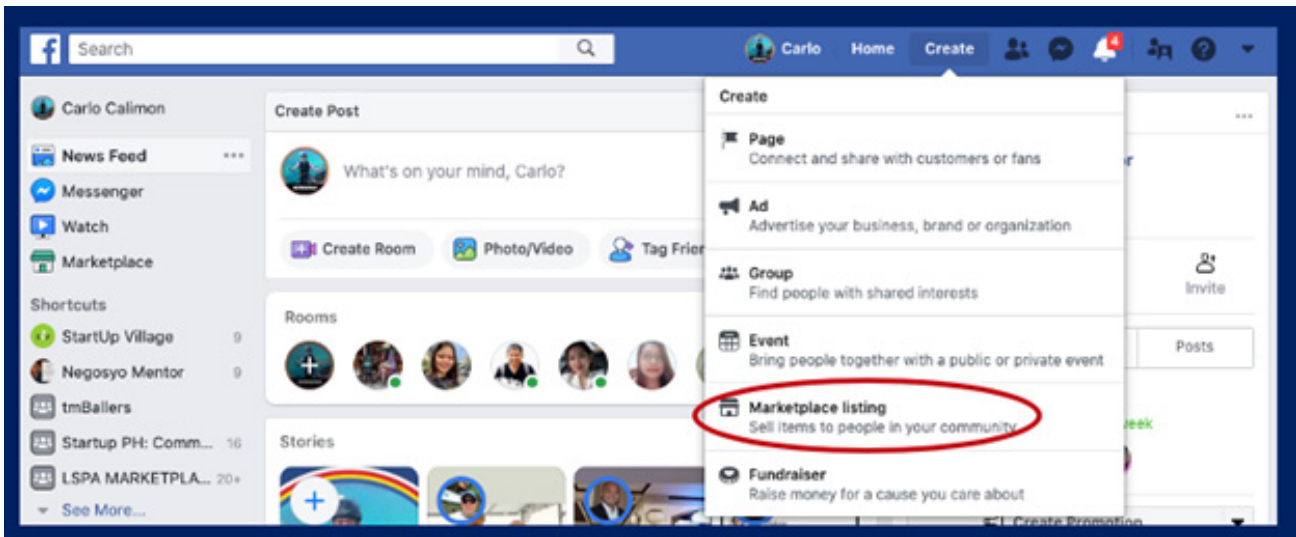 f
Search
Carlo
Home
Create
4
Carlo Calimon
News Feed
Messenger
Watch
Marketplace
Shortcuts
StartUp Village 9
Negosyo Mentor 9
tmBallers
Startup PH: Comm... 16
LSPA MARKETPLA... 20+
See More...
Create Post
What's on your mind, Carlo?
Create Room
Photo/Video
Tag Frien
Rooms
Stories
Create
Page
Connect and share with customers or fans
Ad
Advertise your business, brand or organization
Group
Find people with shared interests
Event
Bring people together with a public or private event
Marketplace listing
Sell items to people in your community
Fundraiser
Raise money for a cause you care about
Invite
Posts
week
Create Promotion